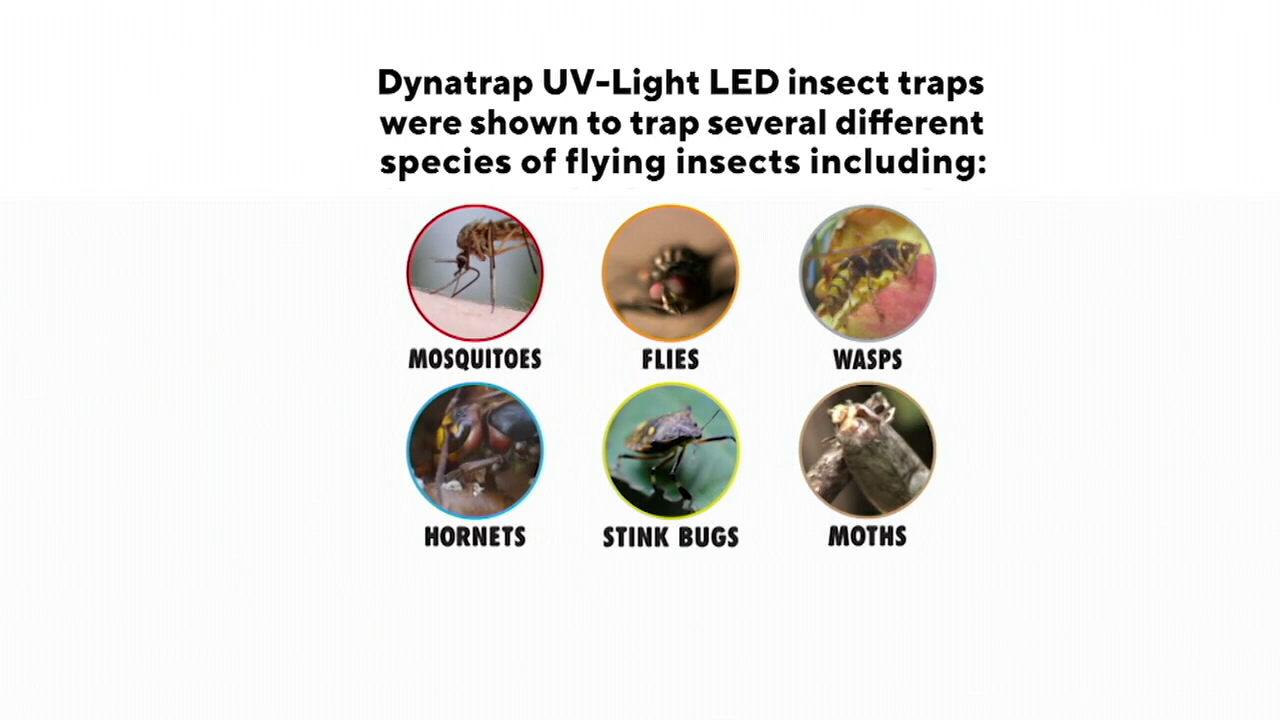 Dynatrap UV-Light LED insect traps
were shown to trap several different
species of flying insects including:
MOSQUITOES FLIES WASPS
HORNETS STINK BUGS MOTHS